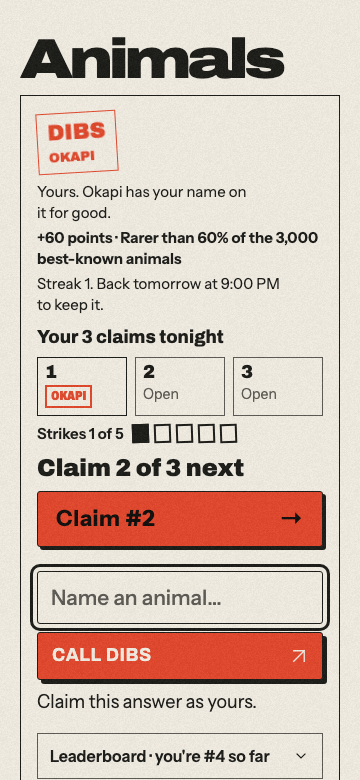 Animals
DIBS
OKAPI
Yours. Okapi has your name on
it for good.
+60 points · Rarer than 60% of the 3,000
best-known animals
Streak 1. Back tomorrow at 9:00 PM
to keep it.
Your 3 claims tonight
1
OKAPI
2
Open
3
Open
Strikes 1 of 5
Claim 2 of 3 next
Claim #2 →
Name an animal...
CALL DIBS
Claim this answer as yours.
Leaderboard · you're #4 so far